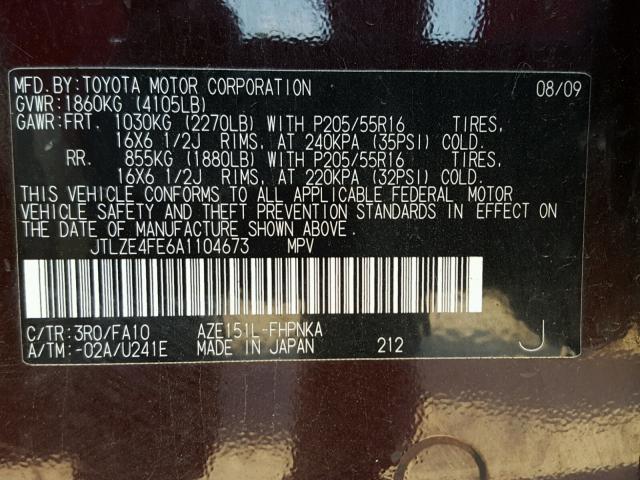 MFD.BY:TOYOTA MOTOR CORPORATION 08/09
GVWR:1860KG (4105LB)
GAWR:FRT. 1030KG (2270LB) WITH P205/55R16 TIRES,
16X6 1/2J RIMS, AT 240KPA (35PSI) COLD.
RR. 855KG (1880LB) WITH P205/55R16 TIRES,
16X6 1/2J RIMS, AT 220KPA (32PSI) COLD.
THIS VEHICLE CONFORMS TO ALL APPLICABLE FEDERAL MOTOR
VEHICLE SAFETY AND THEFT PREVENTION STANDARDS IN EFFECT ON
THE DATE OF MANUFACTURE SHOWN ABOVE.
JTLZE4FE6A1104673 MPV
C/TR:3R0/FA10 AZE151L-FHPNKA
A/TM:-02A/U241E MADE IN JAPAN 212 J